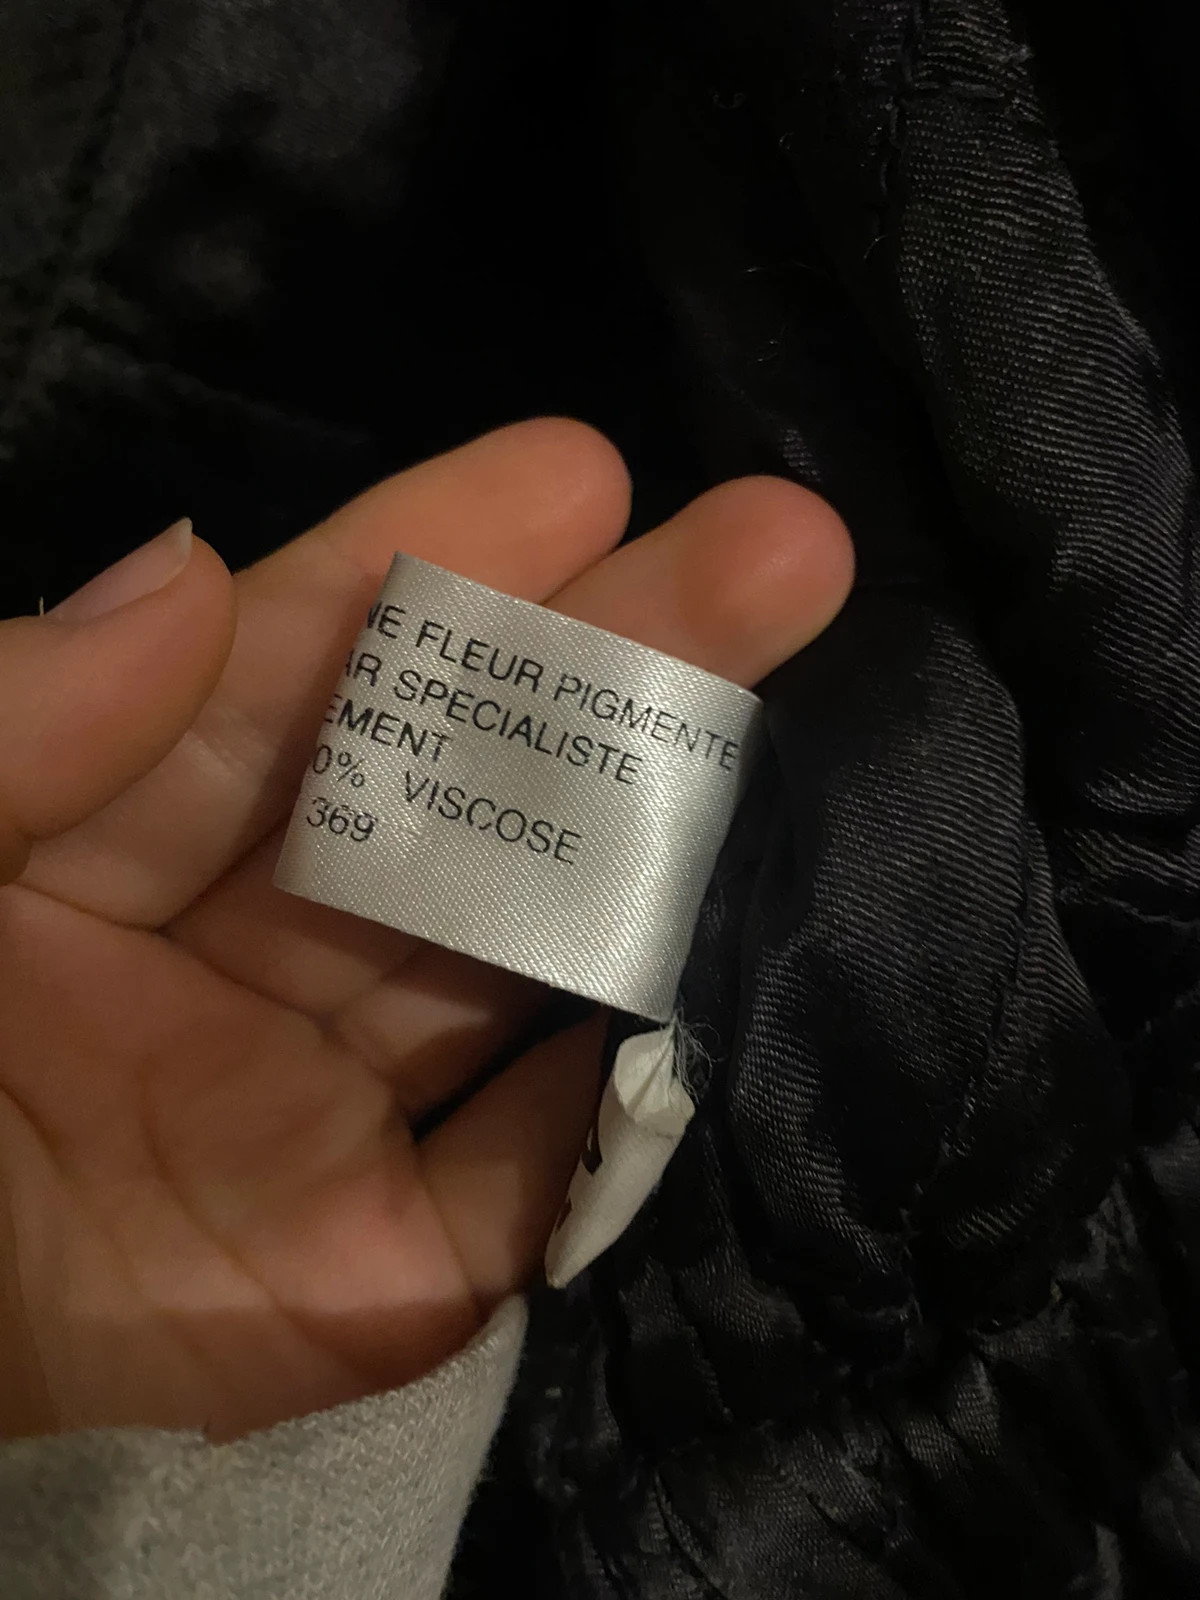 NE FLEUR PIGMENTE
AR SPECIALISTE
EMENT
0% VISCOSE
369